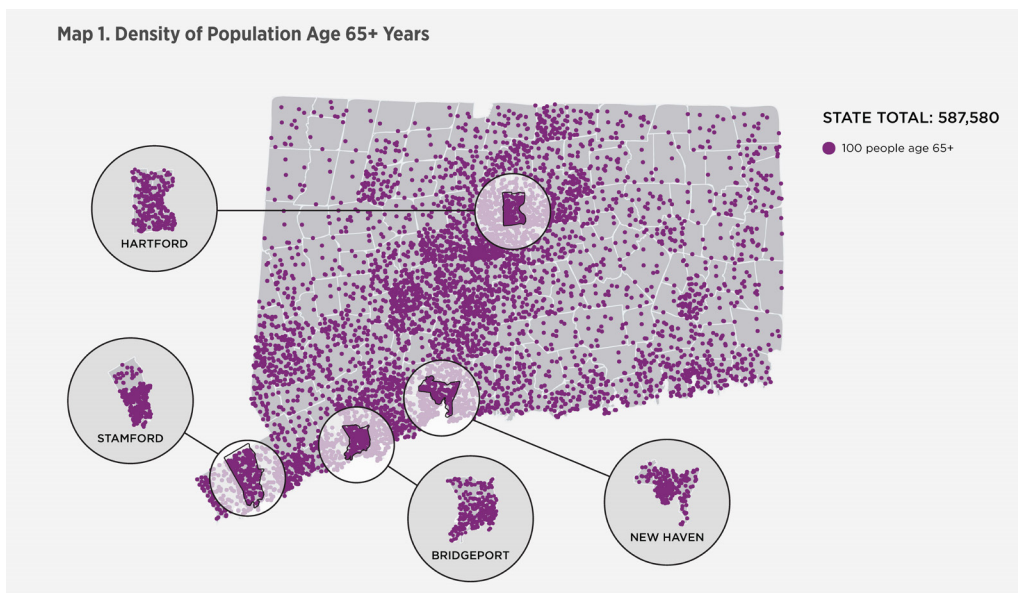 Map 1. Density of Population Age 65+ Years
STATE TOTAL: 587,580
100 people age 65+
HARTFORD
STAMFORD
BRIDGEPORT
NEW HAVEN